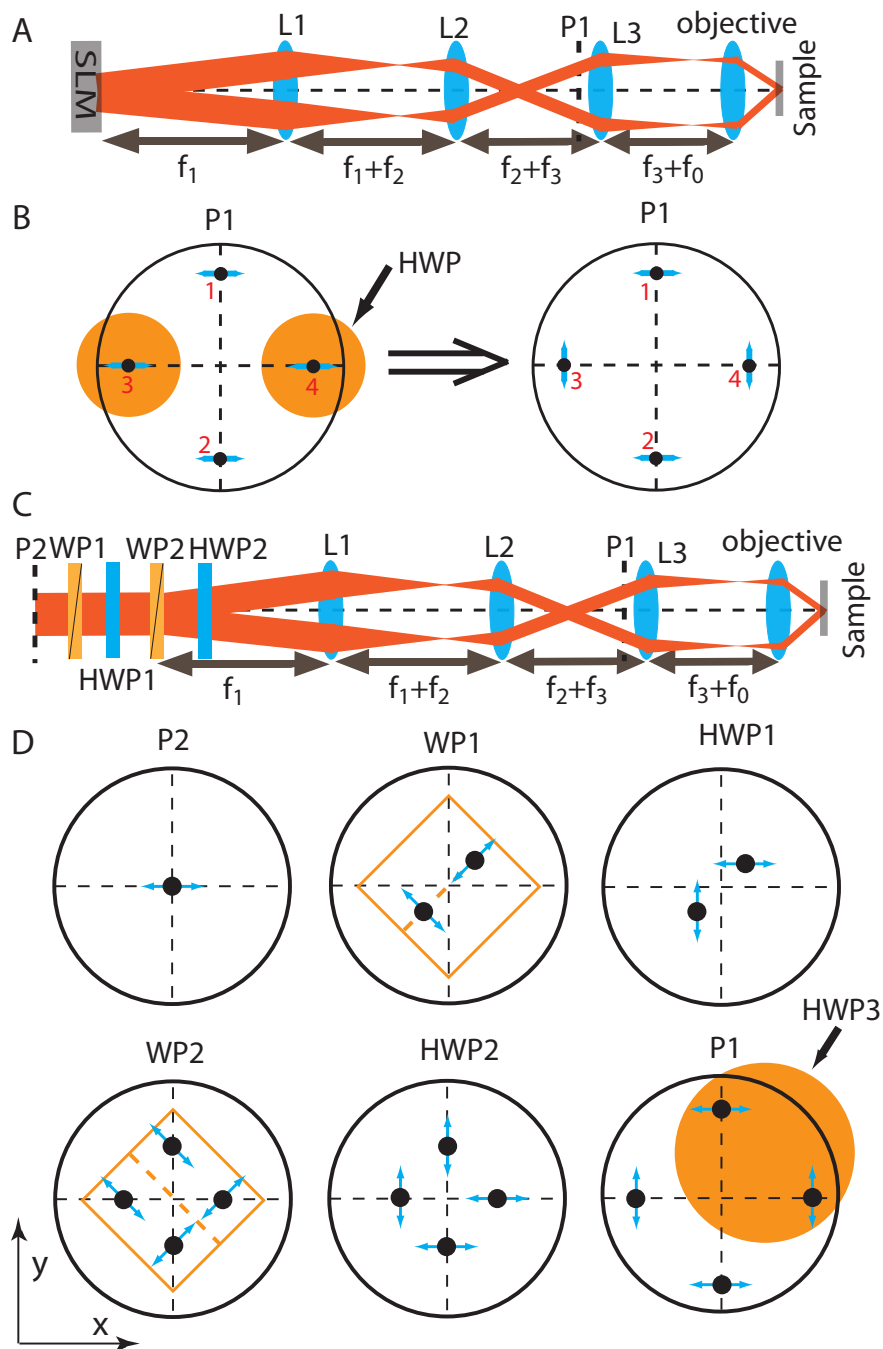 A
SLM
L1
L2
P1
L3
objective
Sample
f1
f1+f2
f2+f3
f3+f0
B
P1
P1
HWP
1
3
4
2
1
3
4
2
C
P2
WP1
WP2
HWP2
L1
L2
P1
L3
objective
Sample
HWP1
f1
f1+f2
f2+f3
f3+f0
D
P2
WP1
HWP1
WP2
HWP2
P1
HWP3
y
x